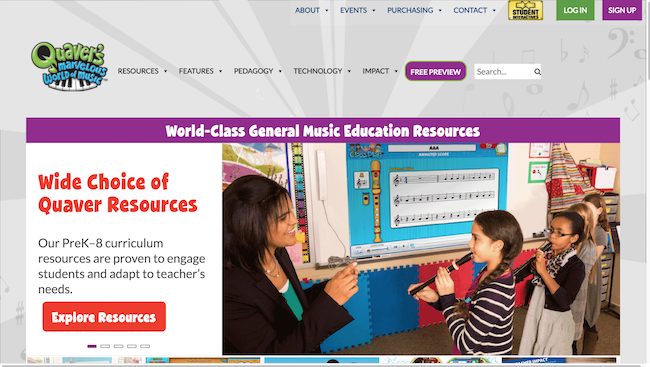 ABOUT EVENTS PURCHASING CONTACT STUDENT INTERACTIVES LOG IN SIGN UP
Quaver's
marvelous
World of Music
RESOURCES FEATURES PEDAGOGY TECHNOLOGY IMPACT FREE PREVIEW Search...
World-Class General Music Education Resources
Wide Choice of
Quaver Resources
Our PreK–8 curriculum
resources are proven to engage
students and adapt to teacher's
needs.
Explore Resources
AAA